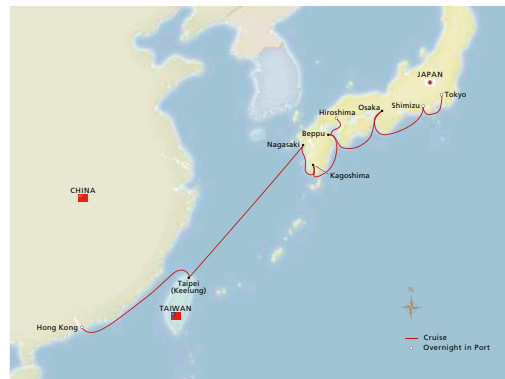 JAPAN
Tokyo
Osaka
Shimizu
Hiroshima
Beppu
Nagasaki
Kagoshima
CHINA
Taipei
(Keelung)
TAIWAN
Hong Kong
N
Cruise
Overnight in Port